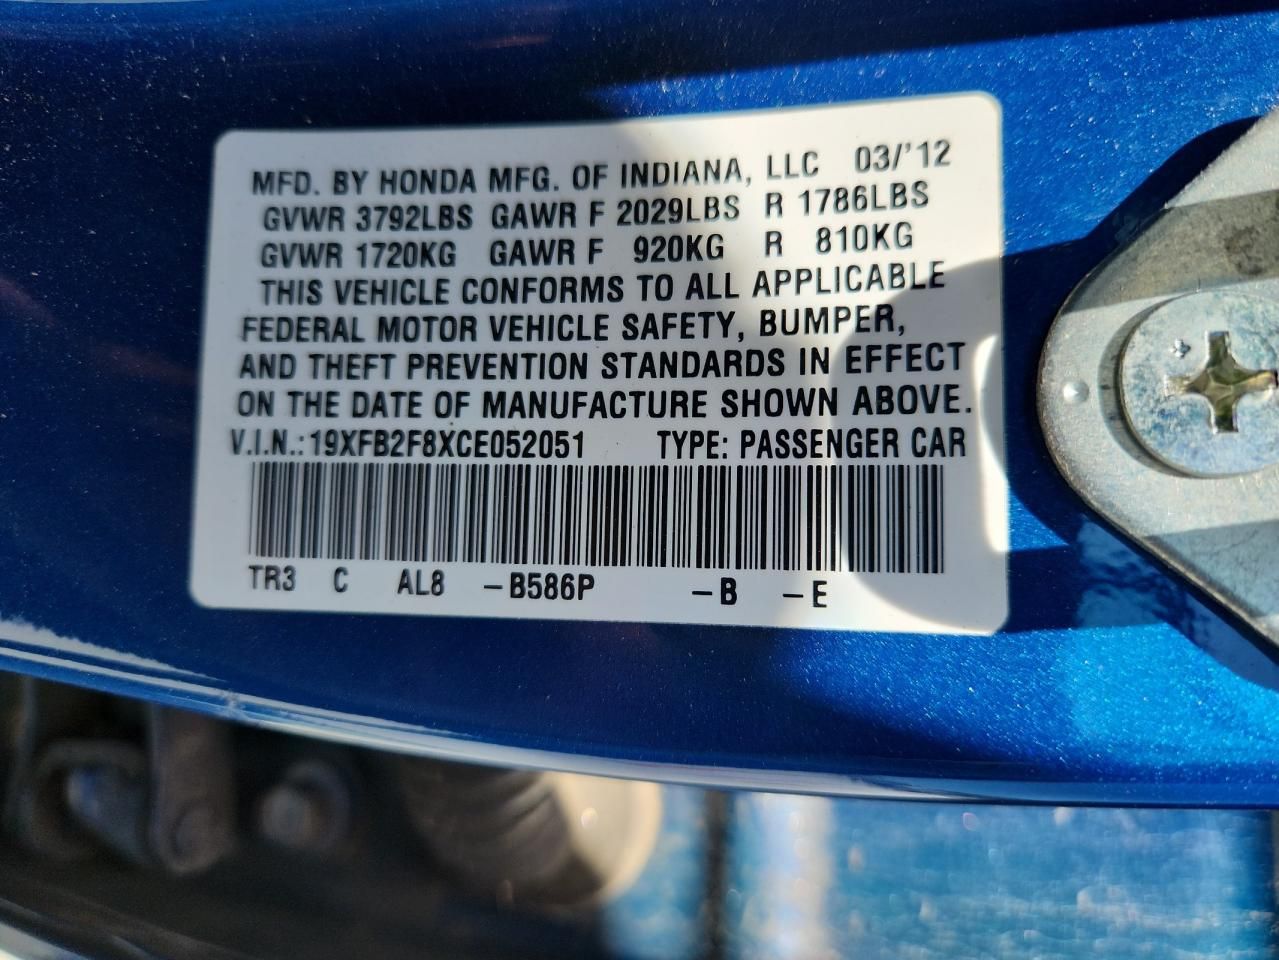 MFD. BY HONDA MFG. OF INDIANA, LLC 03/'12
GVWR 3792LBS GAWR F 2029LBS R 1786LBS
GVWR 1720KG GAWR F 920KG R 810KG
THIS VEHICLE CONFORMS TO ALL APPLICABLE
FEDERAL MOTOR VEHICLE SAFETY, BUMPER,
AND THEFT PREVENTION STANDARDS IN EFFECT
ON THE DATE OF MANUFACTURE SHOWN ABOVE.
V.I.N.:19XFB2F8XCE052051 TYPE: PASSENGER CAR
TR3 C AL8 -B586P -B -E